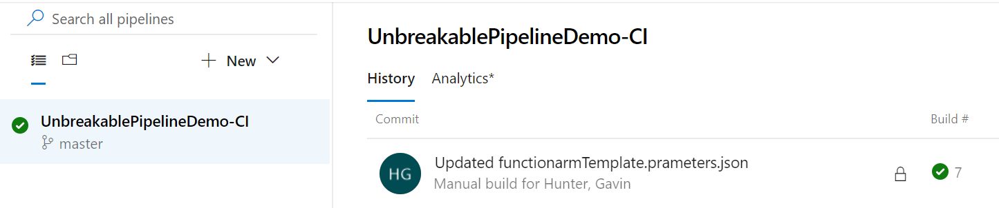 Search all pipelines
New
UnbreakablePipelineDemo-CI
master
UnbreakablePipelineDemo-CI
History Analytics*
Commit Build #
HG
Updated functionarmTemplate.prameters.json
Manual build for Hunter, Gavin
7